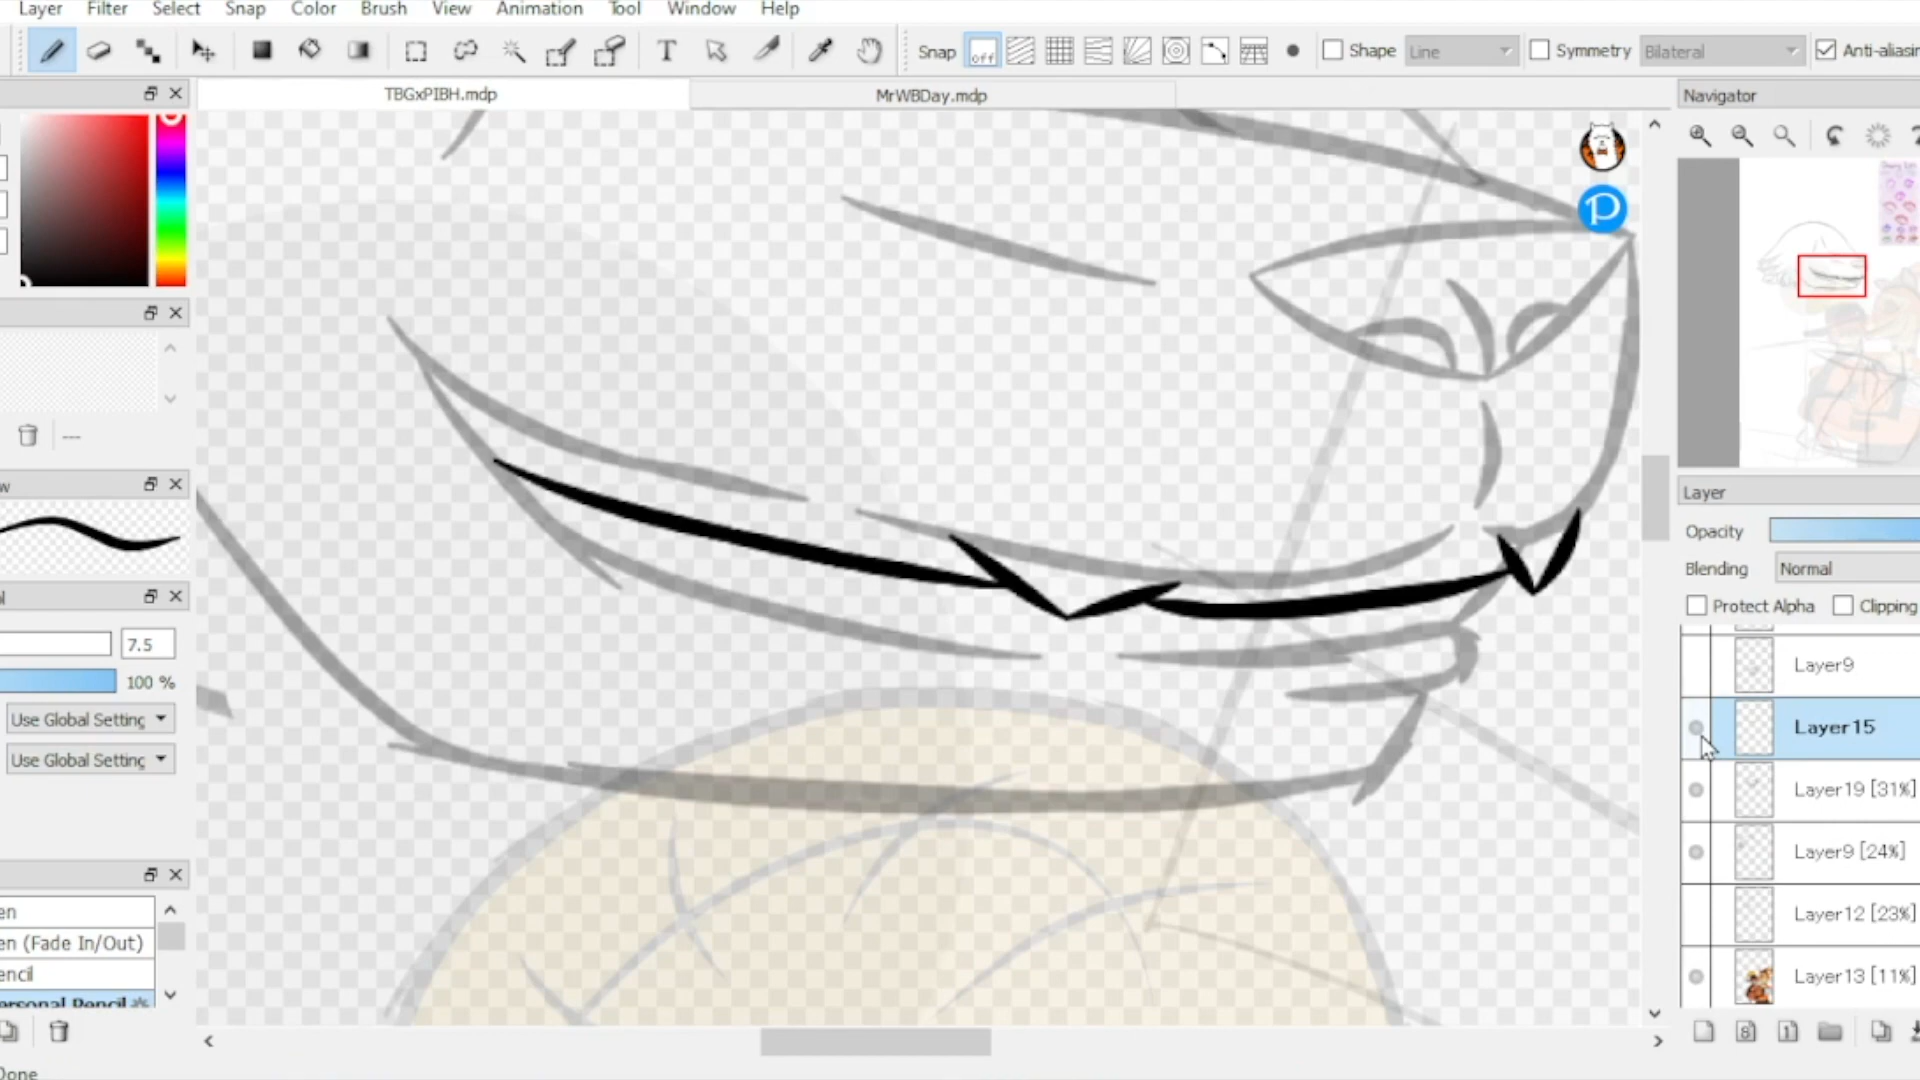 Layer Filter Select Snap Color Brush View Animation Tool Window Help
T Snap off Shape Line Symmetry Bilateral Anti-aliasin
TBGxPIBH.mdp MrWBDay.mdp
Navigator
---
w
7.5
100 %
Use Global Setting
Use Global Setting
en
en (Fade In/Out)
encil
ersonal Pencil
Done
P
Layer
Opacity
Blending Normal
Protect Alpha Clipping
Layer9
Layer15
Layer19 [31%]
Layer9 [24%]
Layer12 [23%]
Layer13 [11%]
8 1